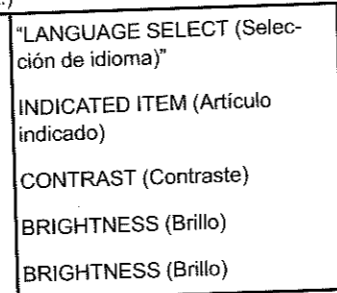 .)
"LANGUAGE SELECT (Selec-
ción de idioma)"
INDICATED ITEM (Artículo
indicado)
CONTRAST (Contraste)
BRIGHTNESS (Brillo)
BRIGHTNESS (Brillo)